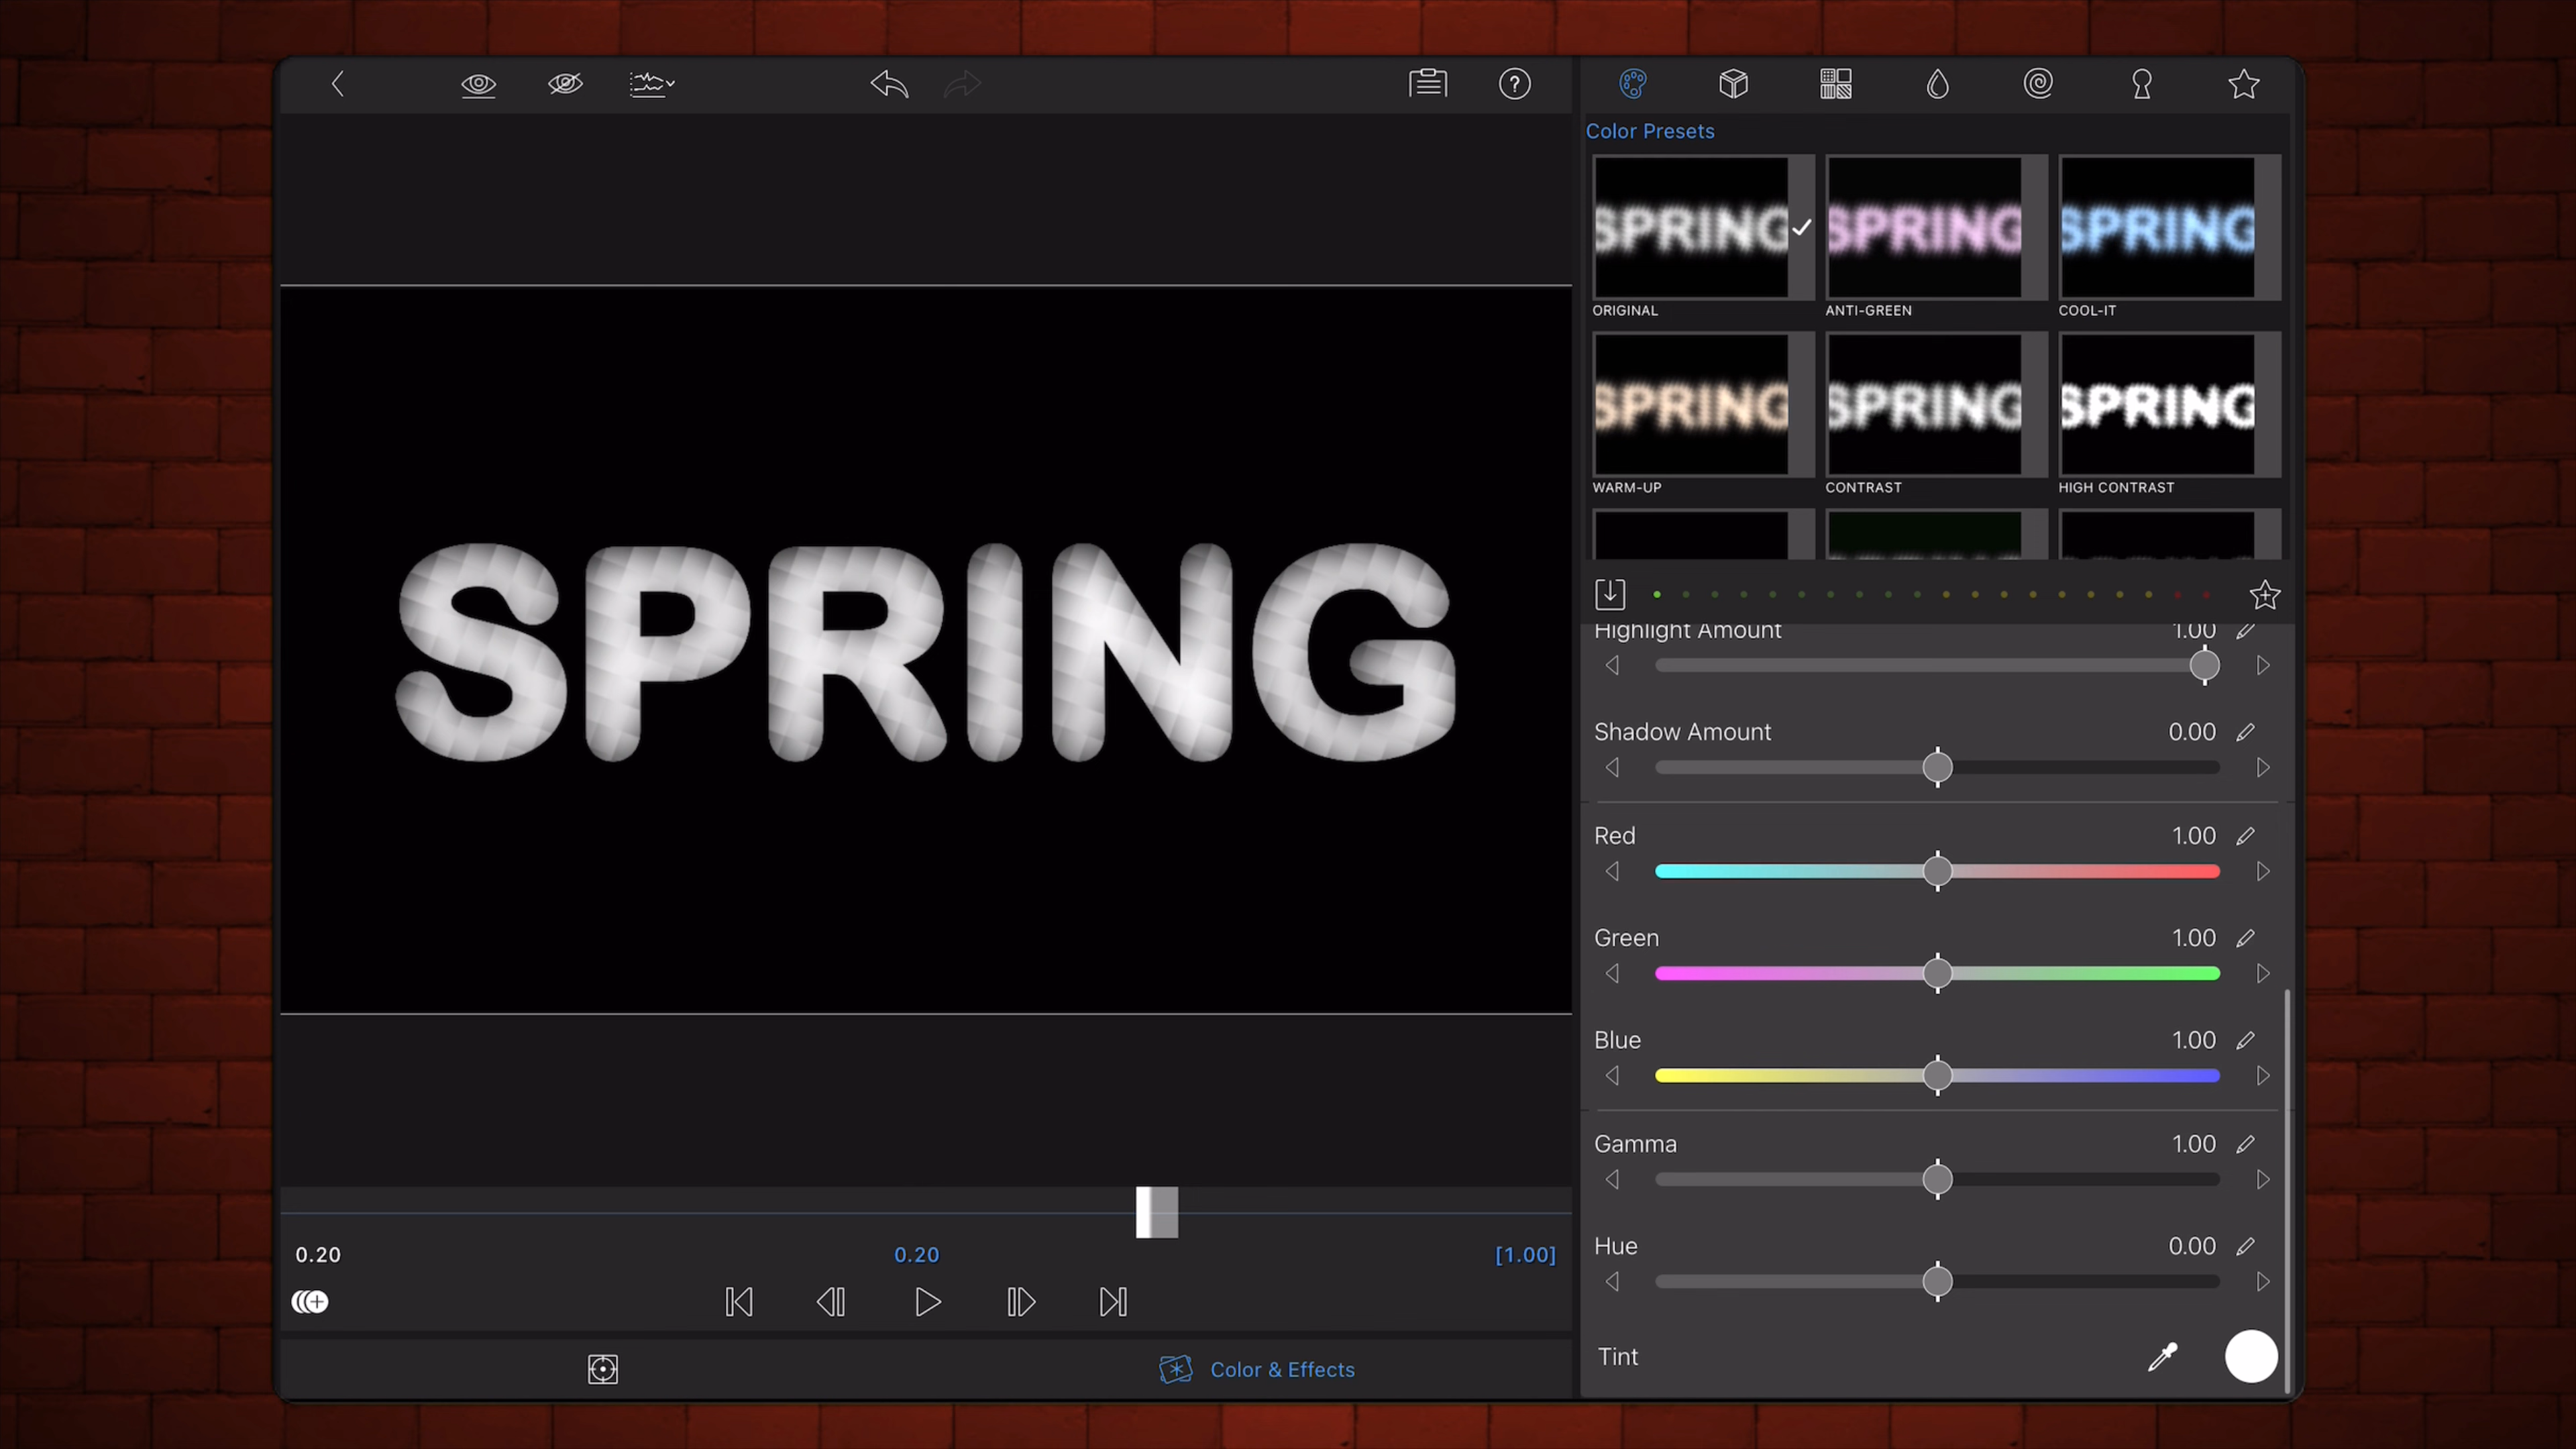 Color Presets
SPRING SPRING SPRING
ORIGINAL ANTI-GREEN COOL-IT
SPRING SPRING SPRING
WARM-UP CONTRAST HIGH CONTRAST
SPRING
Highlight Amount 1.00
Shadow Amount 0.00
Red 1.00
Green 1.00
Blue 1.00
Gamma 1.00
Hue 0.00
Tint
0.20 0.20 [1.00]
Color & Effects